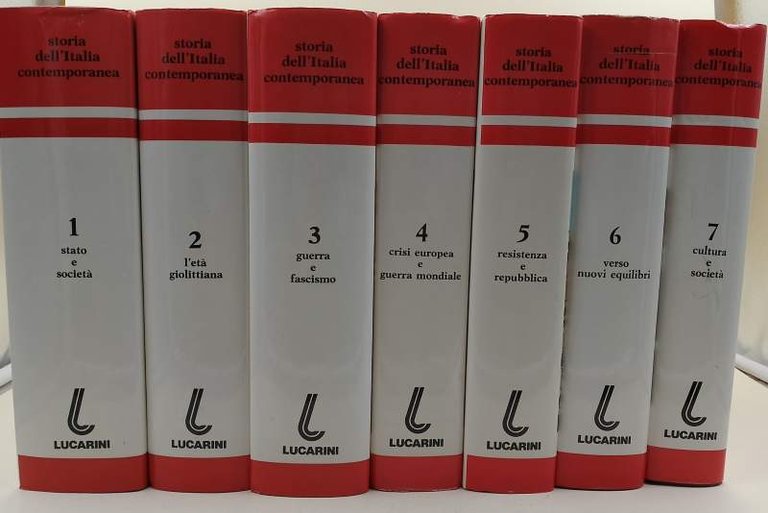 storia
dell'Italia
contemporanea
1
stato
e
società
LUCARINI
storia
dell'Italia
contemporanea
2
l'età
giolittiana
LUCARINI
storia
dell'Italia
contemporanea
3
guerra
e
fascismo
LUCARINI
storia
dell'Italia
contemporanea
4
crisi europea
e
guerra mondiale
LUCARINI
storia
dell'Italia
contemporanea
5
resistenza
e
repubblica
LUCARINI
storia
dell'Italia
contemporanea
6
verso
nuovi equilibri
LUCARINI
storia
dell'Italia
contemporanea
7
cultura
e
società
LUCARINI